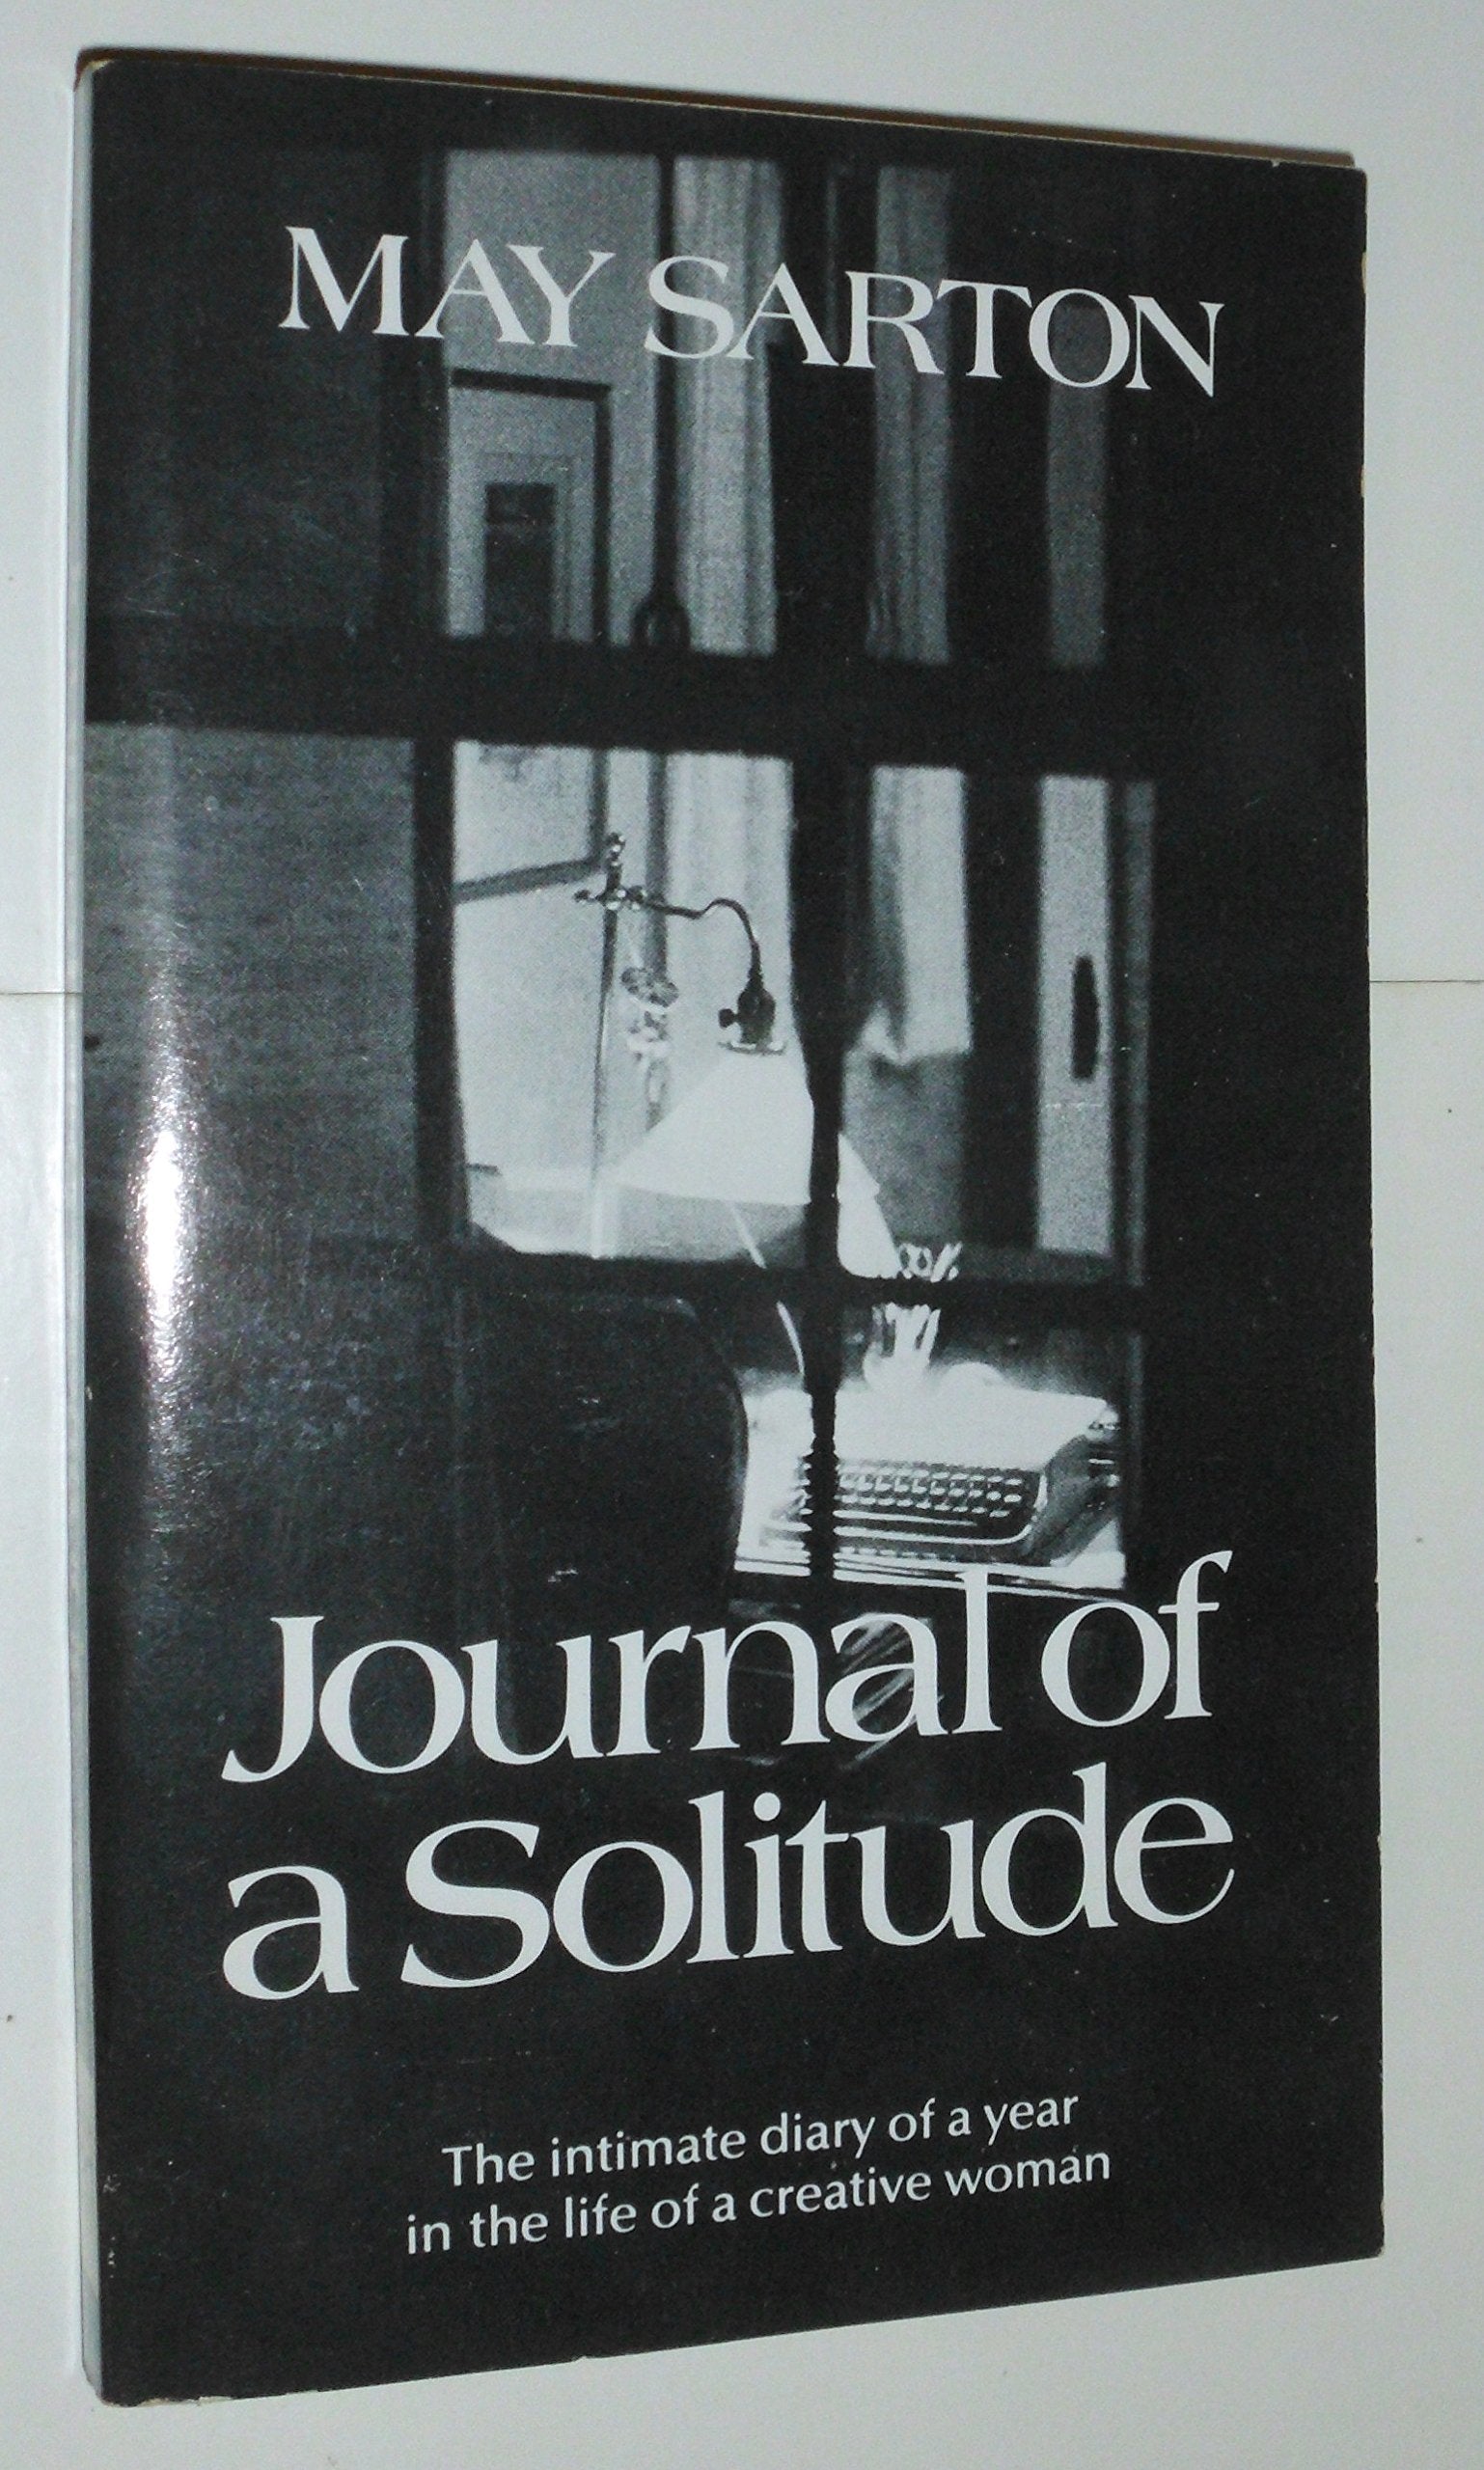 MAY SARTON
Journal of
a Solitude
The intimate diary of a year
in the life of a creative woman